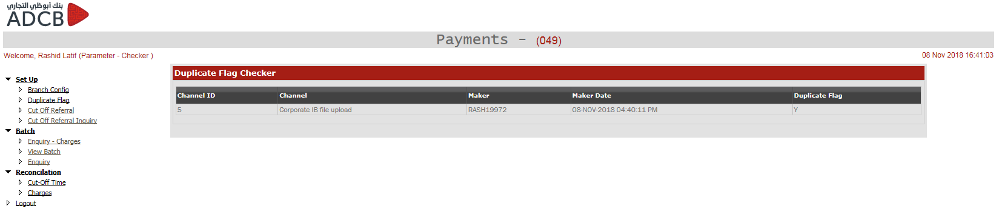 بنك أبوظبي التجاري
ADCB
Payments - (049)
Welcome, Rashid Latif (Parameter - Checker )
08 Nov 2018 16:41:03
Set Up
Branch Config
Duplicate Flag
Cut Off Referral
Cut Off Referral Inquiry
Batch
Enquiry - Charges
View Batch
Enquiry
Reconcilation
Cut-Off Time
Charges
Logout
Duplicate Flag Checker
Channel ID Channel Maker Maker Date Duplicate Flag
5 Corporate IB file upload RASH19972 08-NOV-2018 04:40:11 PM Y